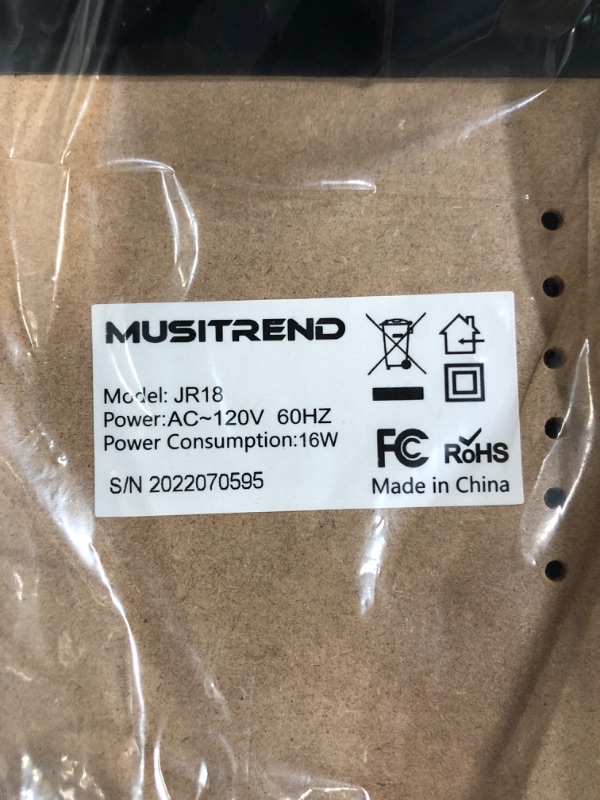 MUSITREND
Model: JR18
Power:AC~120V 60HZ
Power Consumption:16W
S/N 2022070595
FC RoHS
Made in China